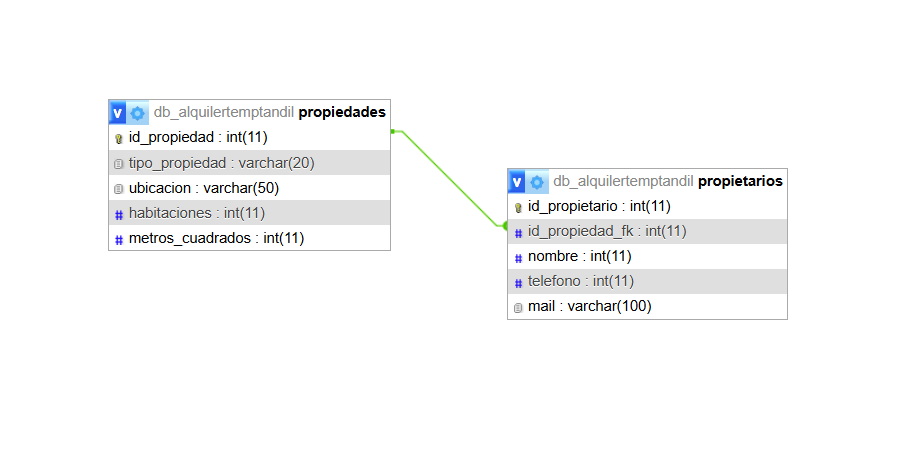 v db_alquilertemptandil propiedades
id_propiedad : int(11)
tipo_propiedad : varchar(20)
ubicacion : varchar(50)
# habitaciones : int(11)
# metros_cuadrados : int(11)
v db_alquilertemptandil propietarios
id_propietario : int(11)
# id_propiedad_fk : int(11)
# nombre : int(11)
# telefono : int(11)
mail : varchar(100)